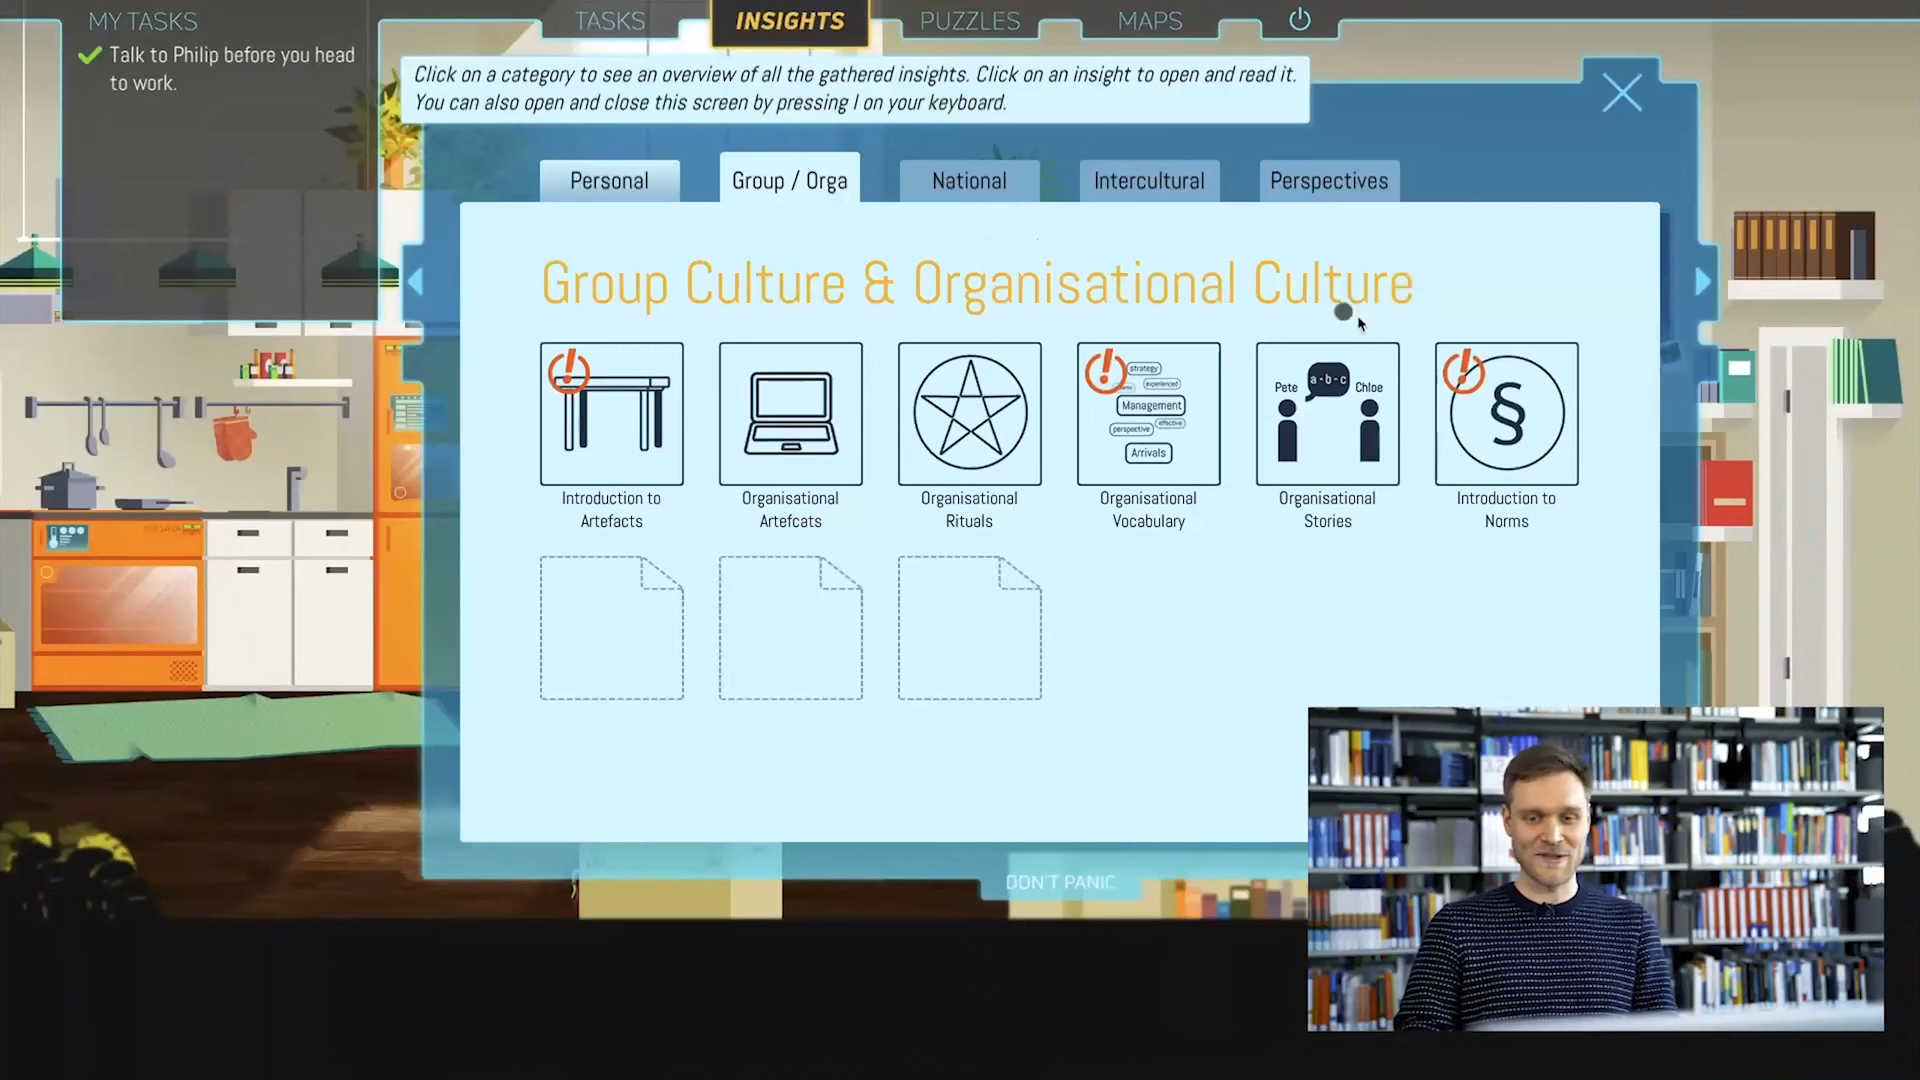 MY TASKS
Talk to Philip before you head
to work.
TASKS
INSIGHTS
PUZZLES
MAPS
Click on a category to see an overview of all the gathered insights. Click on an insight to open and read it.
You can also open and close this screen by pressing I on your keyboard.
Personal
Group / Orga
National
Intercultural
Perspectives
Group Culture & Organisational Culture
strategy
experienced
Management
perspective
effective
Arrivals
Pete
a-b-c
Chloe
§
Introduction to
Artefacts
Organisational
Artefcats
Organisational
Rituals
Organisational
Vocabulary
Organisational
Stories
Introduction to
Norms
DON'T PANIC